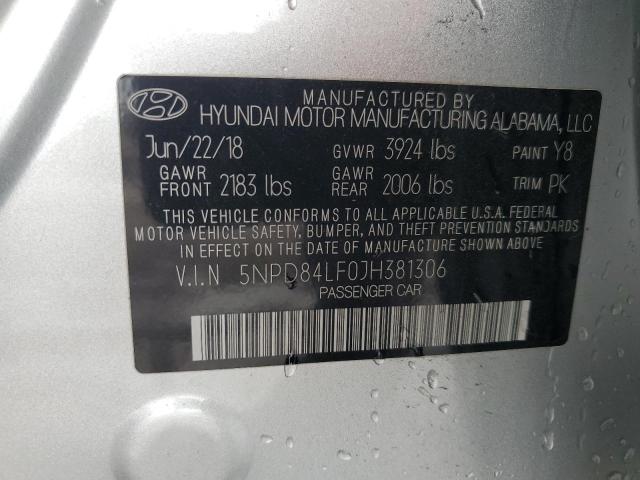 MANUFACTURED BY
HYUNDAI MOTOR MANUFACTURING ALABAMA, LLC
Jun/22/18 GVWR 3924 lbs PAINT Y8
GAWR FRONT 2183 lbs GAWR REAR 2006 lbs TRIM PK
THIS VEHICLE CONFORMS TO ALL APPLICABLE U.S.A. FEDERAL
MOTOR VEHICLE SAFETY, BUMPER, AND THEFT PREVENTION STANDARDS
IN EFFECT ON THE DATE OF MANUFACTURE SHOWN ABOVE.
V.I.N 5NPD84LF0JH381306
PASSENGER CAR